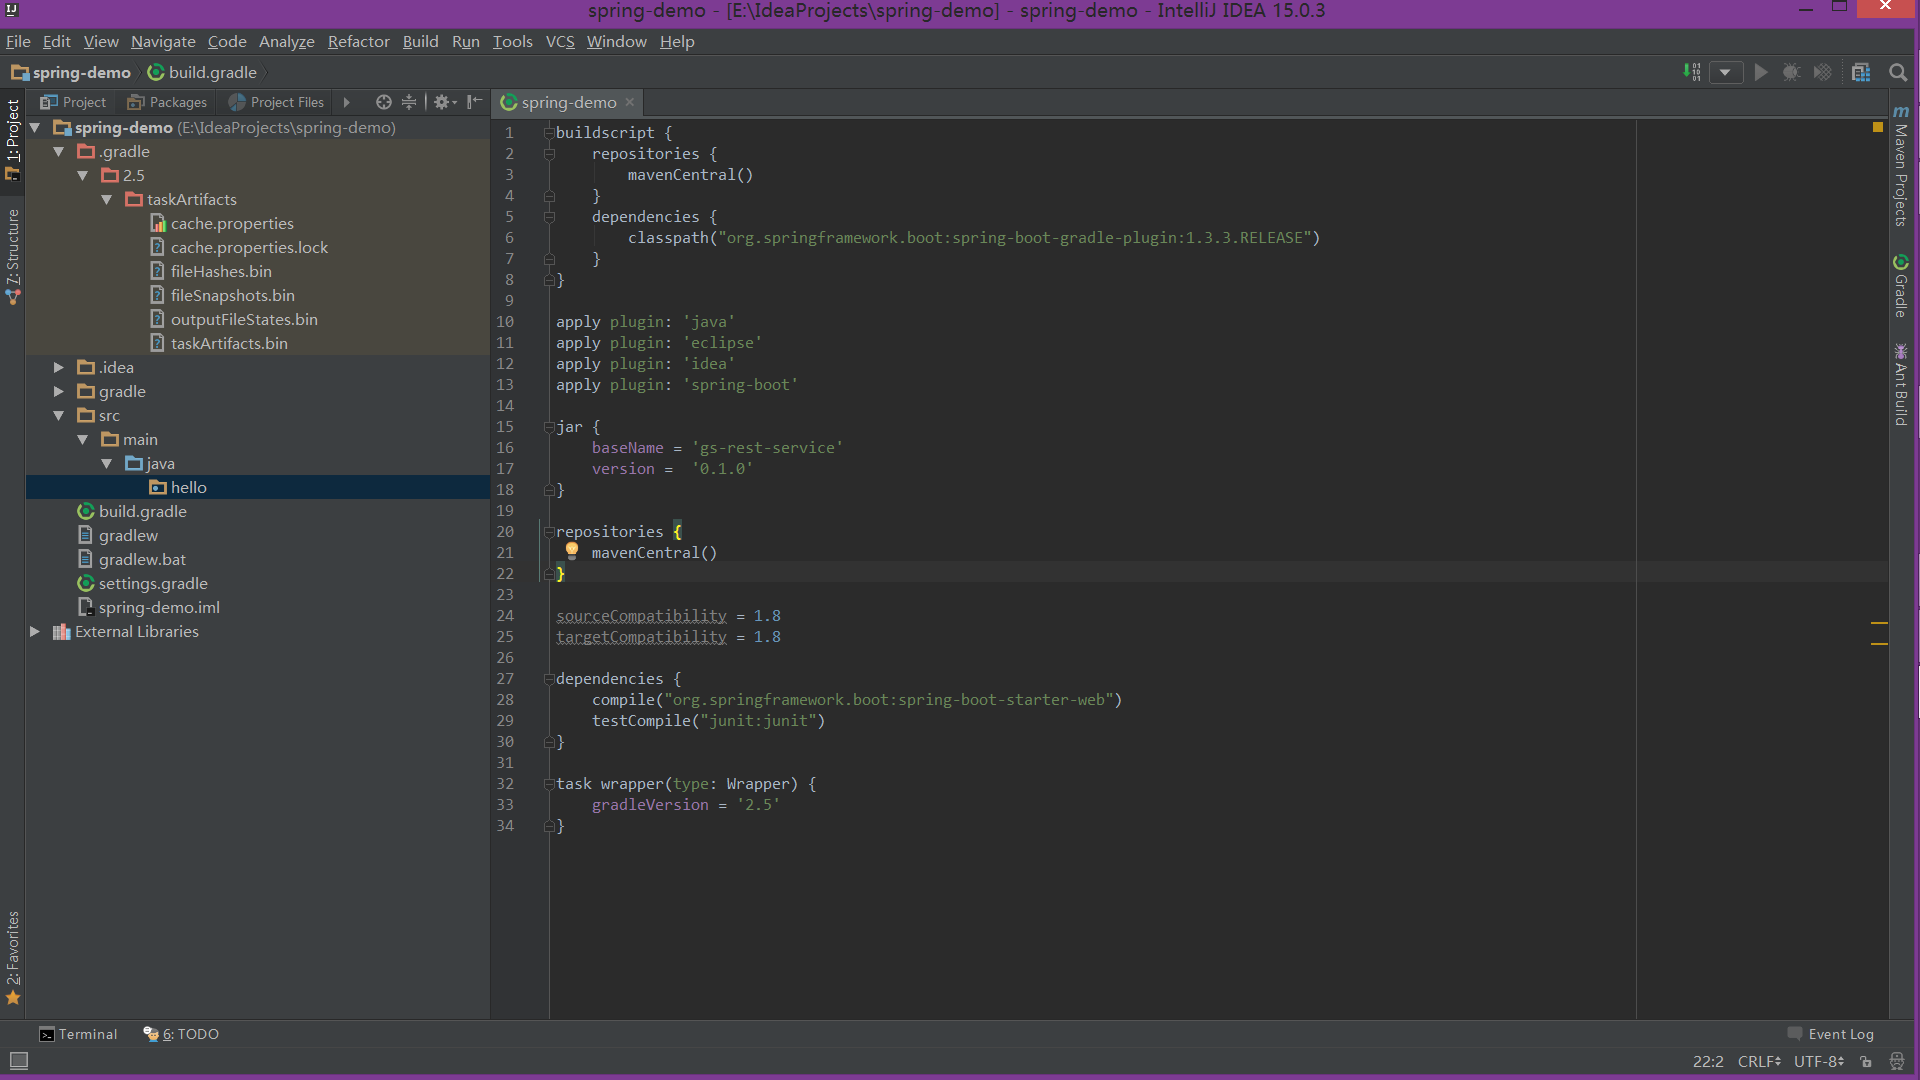 spring-demo - [E:\IdeaProjects\spring-demo] - spring-demo - IntelliJ IDEA 15.0.3
File Edit View Navigate Code Analyze Refactor Build Run Tools VCS Window Help
spring-demo build.gradle
Project Packages Project Files
spring-demo
1: Project
Z: Structure
2: Favorites
spring-demo (E:\IdeaProjects\spring-demo)
.gradle
2.5
taskArtifacts
cache.properties
cache.properties.lock
fileHashes.bin
fileSnapshots.bin
outputFileStates.bin
taskArtifacts.bin
.idea
gradle
src
main
java
hello
build.gradle
gradlew
gradlew.bat
settings.gradle
spring-demo.iml
External Libraries
1 buildscript {
2 repositories {
3 mavenCentral()
4 }
5 dependencies {
6 classpath("org.springframework.boot:spring-boot-gradle-plugin:1.3.3.RELEASE")
7 }
8 }
9
10 apply plugin: 'java'
11 apply plugin: 'eclipse'
12 apply plugin: 'idea'
13 apply plugin: 'spring-boot'
14
15 jar {
16 baseName = 'gs-rest-service'
17 version =  '0.1.0'
18 }
19
20 repositories {
21 mavenCentral()
22 }
23
24 sourceCompatibility = 1.8
25 targetCompatibility = 1.8
26
27 dependencies {
28 compile("org.springframework.boot:spring-boot-starter-web")
29 testCompile("junit:junit")
30 }
31
32 task wrapper(type: Wrapper) {
33 gradleVersion = '2.5'
34 }
Maven Projects
Gradle
Ant Build
Terminal 6: TODO Event Log
22:2 CRLF UTF-8